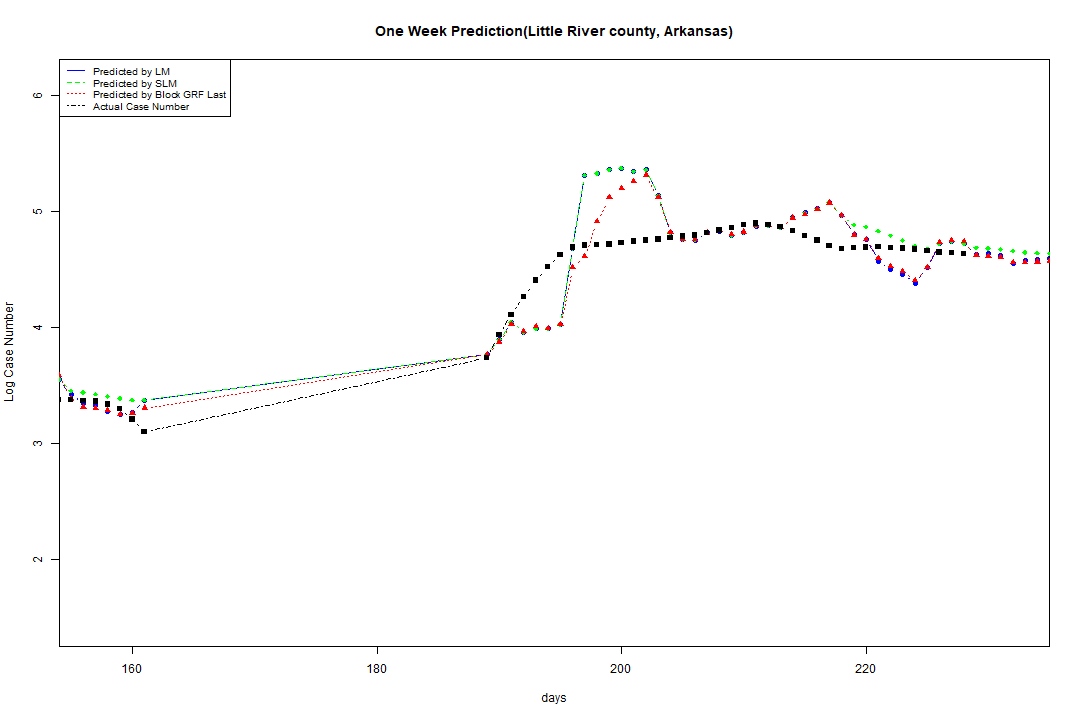 One Week Prediction(Little River county, Arkansas)
Predicted by LM
Predicted by SLM
Predicted by Block GRF Last
Actual Case Number
6
5
4
3
2
Log Case Number
160 180 200 220
days